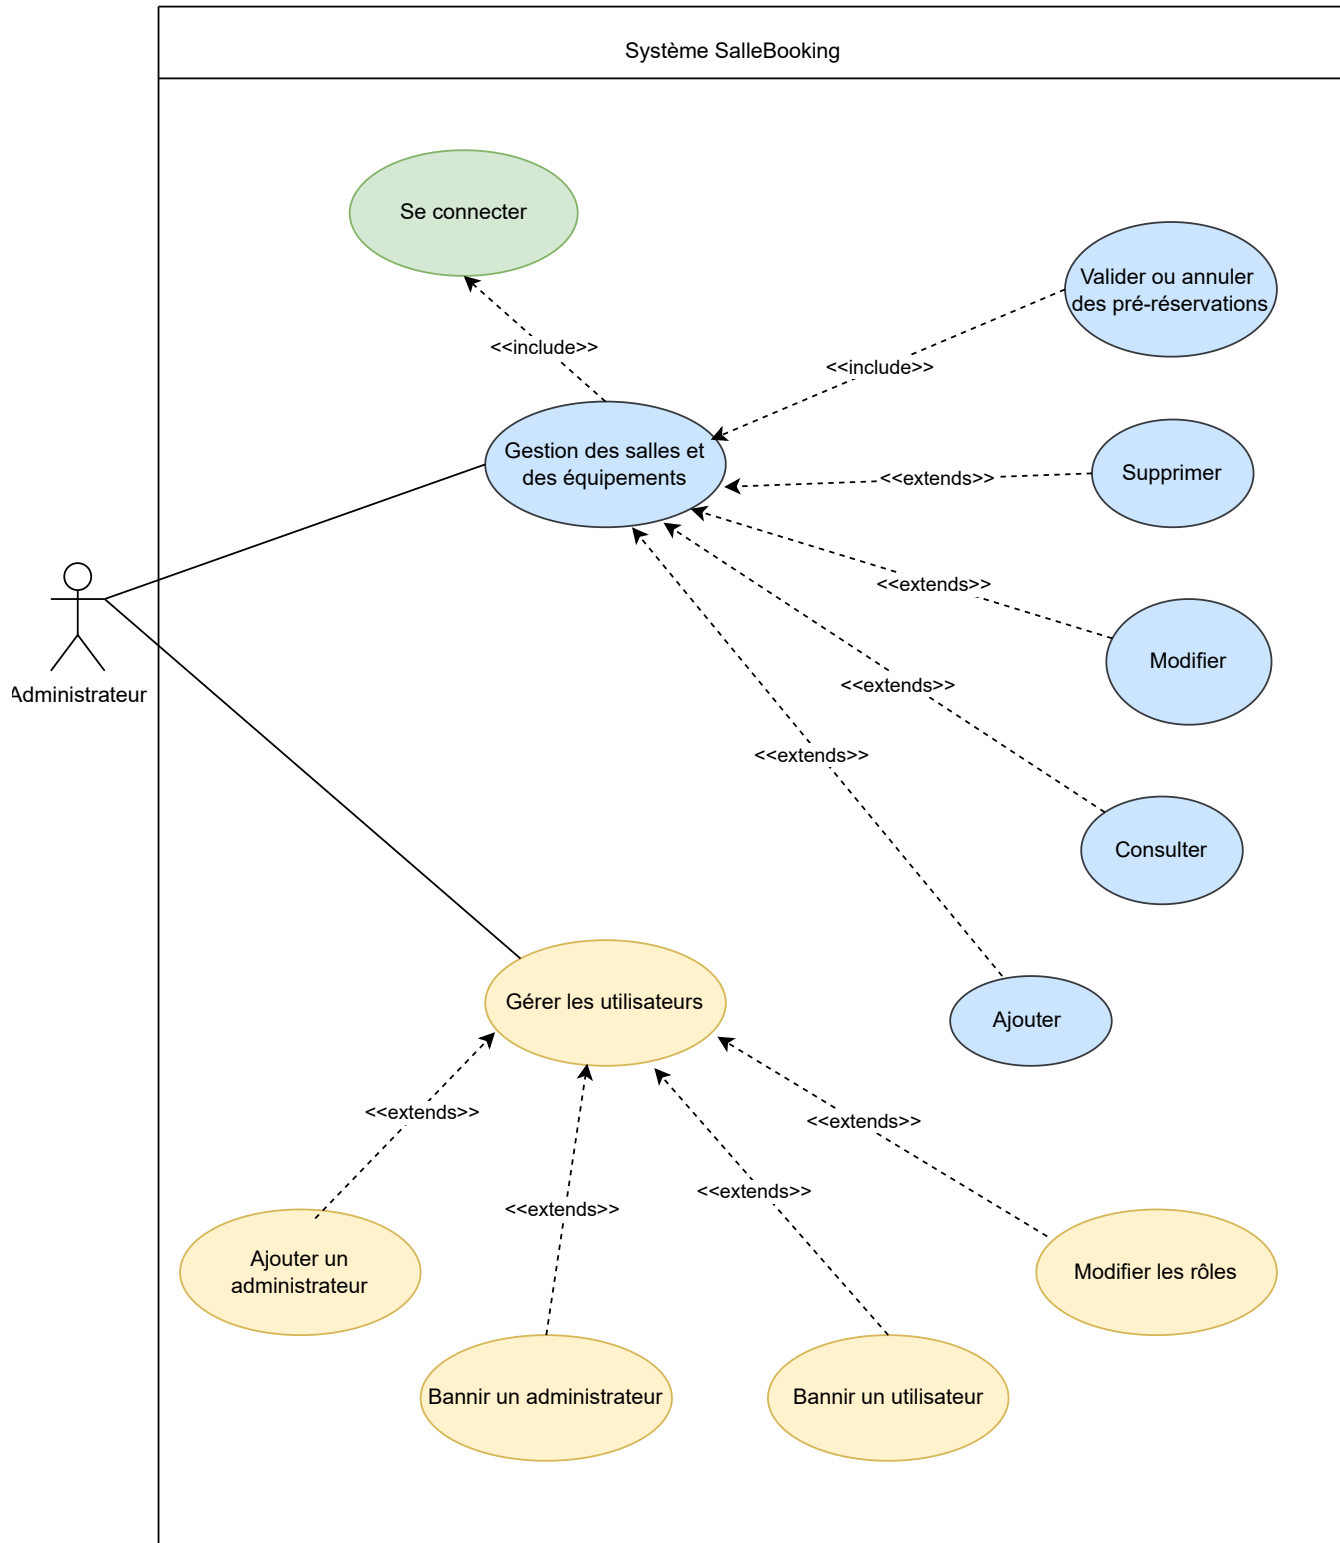 Système SalleBooking
Se connecter
Valider ou annuler
des pré-réservations
<<include>>
<<include>>
Gestion des salles et
des équipements
Supprimer
<<extends>>
<<extends>>
Modifier
<<extends>>
Administrateur
<<extends>>
Consulter
Gérer les utilisateurs
Ajouter
<<extends>>
<<extends>>
<<extends>>
<<extends>>
Ajouter un
administrateur
Modifier les rôles
Bannir un administrateur
Bannir un utilisateur